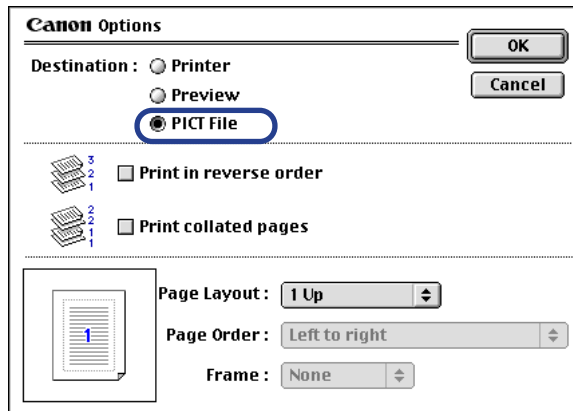 Canon Options
OK
Destination : Printer
Cancel
Preview
PICT File
3
2
1
Print in reverse order
2
2
1
1
Print collated pages
Page Layout : 1 Up
1
Page Order : Left to right
Frame : None